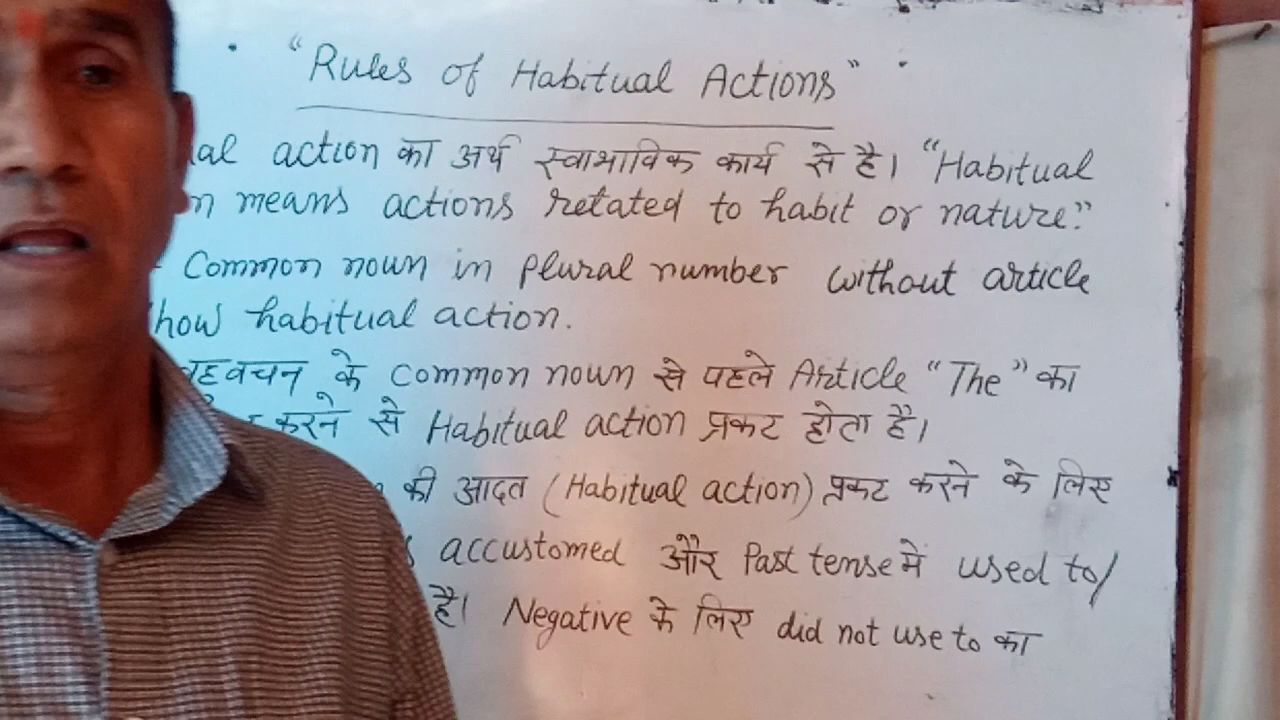 "Rules of Habitual Actions"
action का अर्थ स्वाभाविक कार्य से है। "Habitual
means actions retated to habit or nature."
Common noun in plural number without article
how habitual action.
बहुवचन के Common noun से पहले Article "The" का
करने से Habitual action प्रकट होता है।
की आदत (Habitual action) प्रकट करने के लिए
accustomed और Past tense में used to/
है। Negative के लिए did not use to का